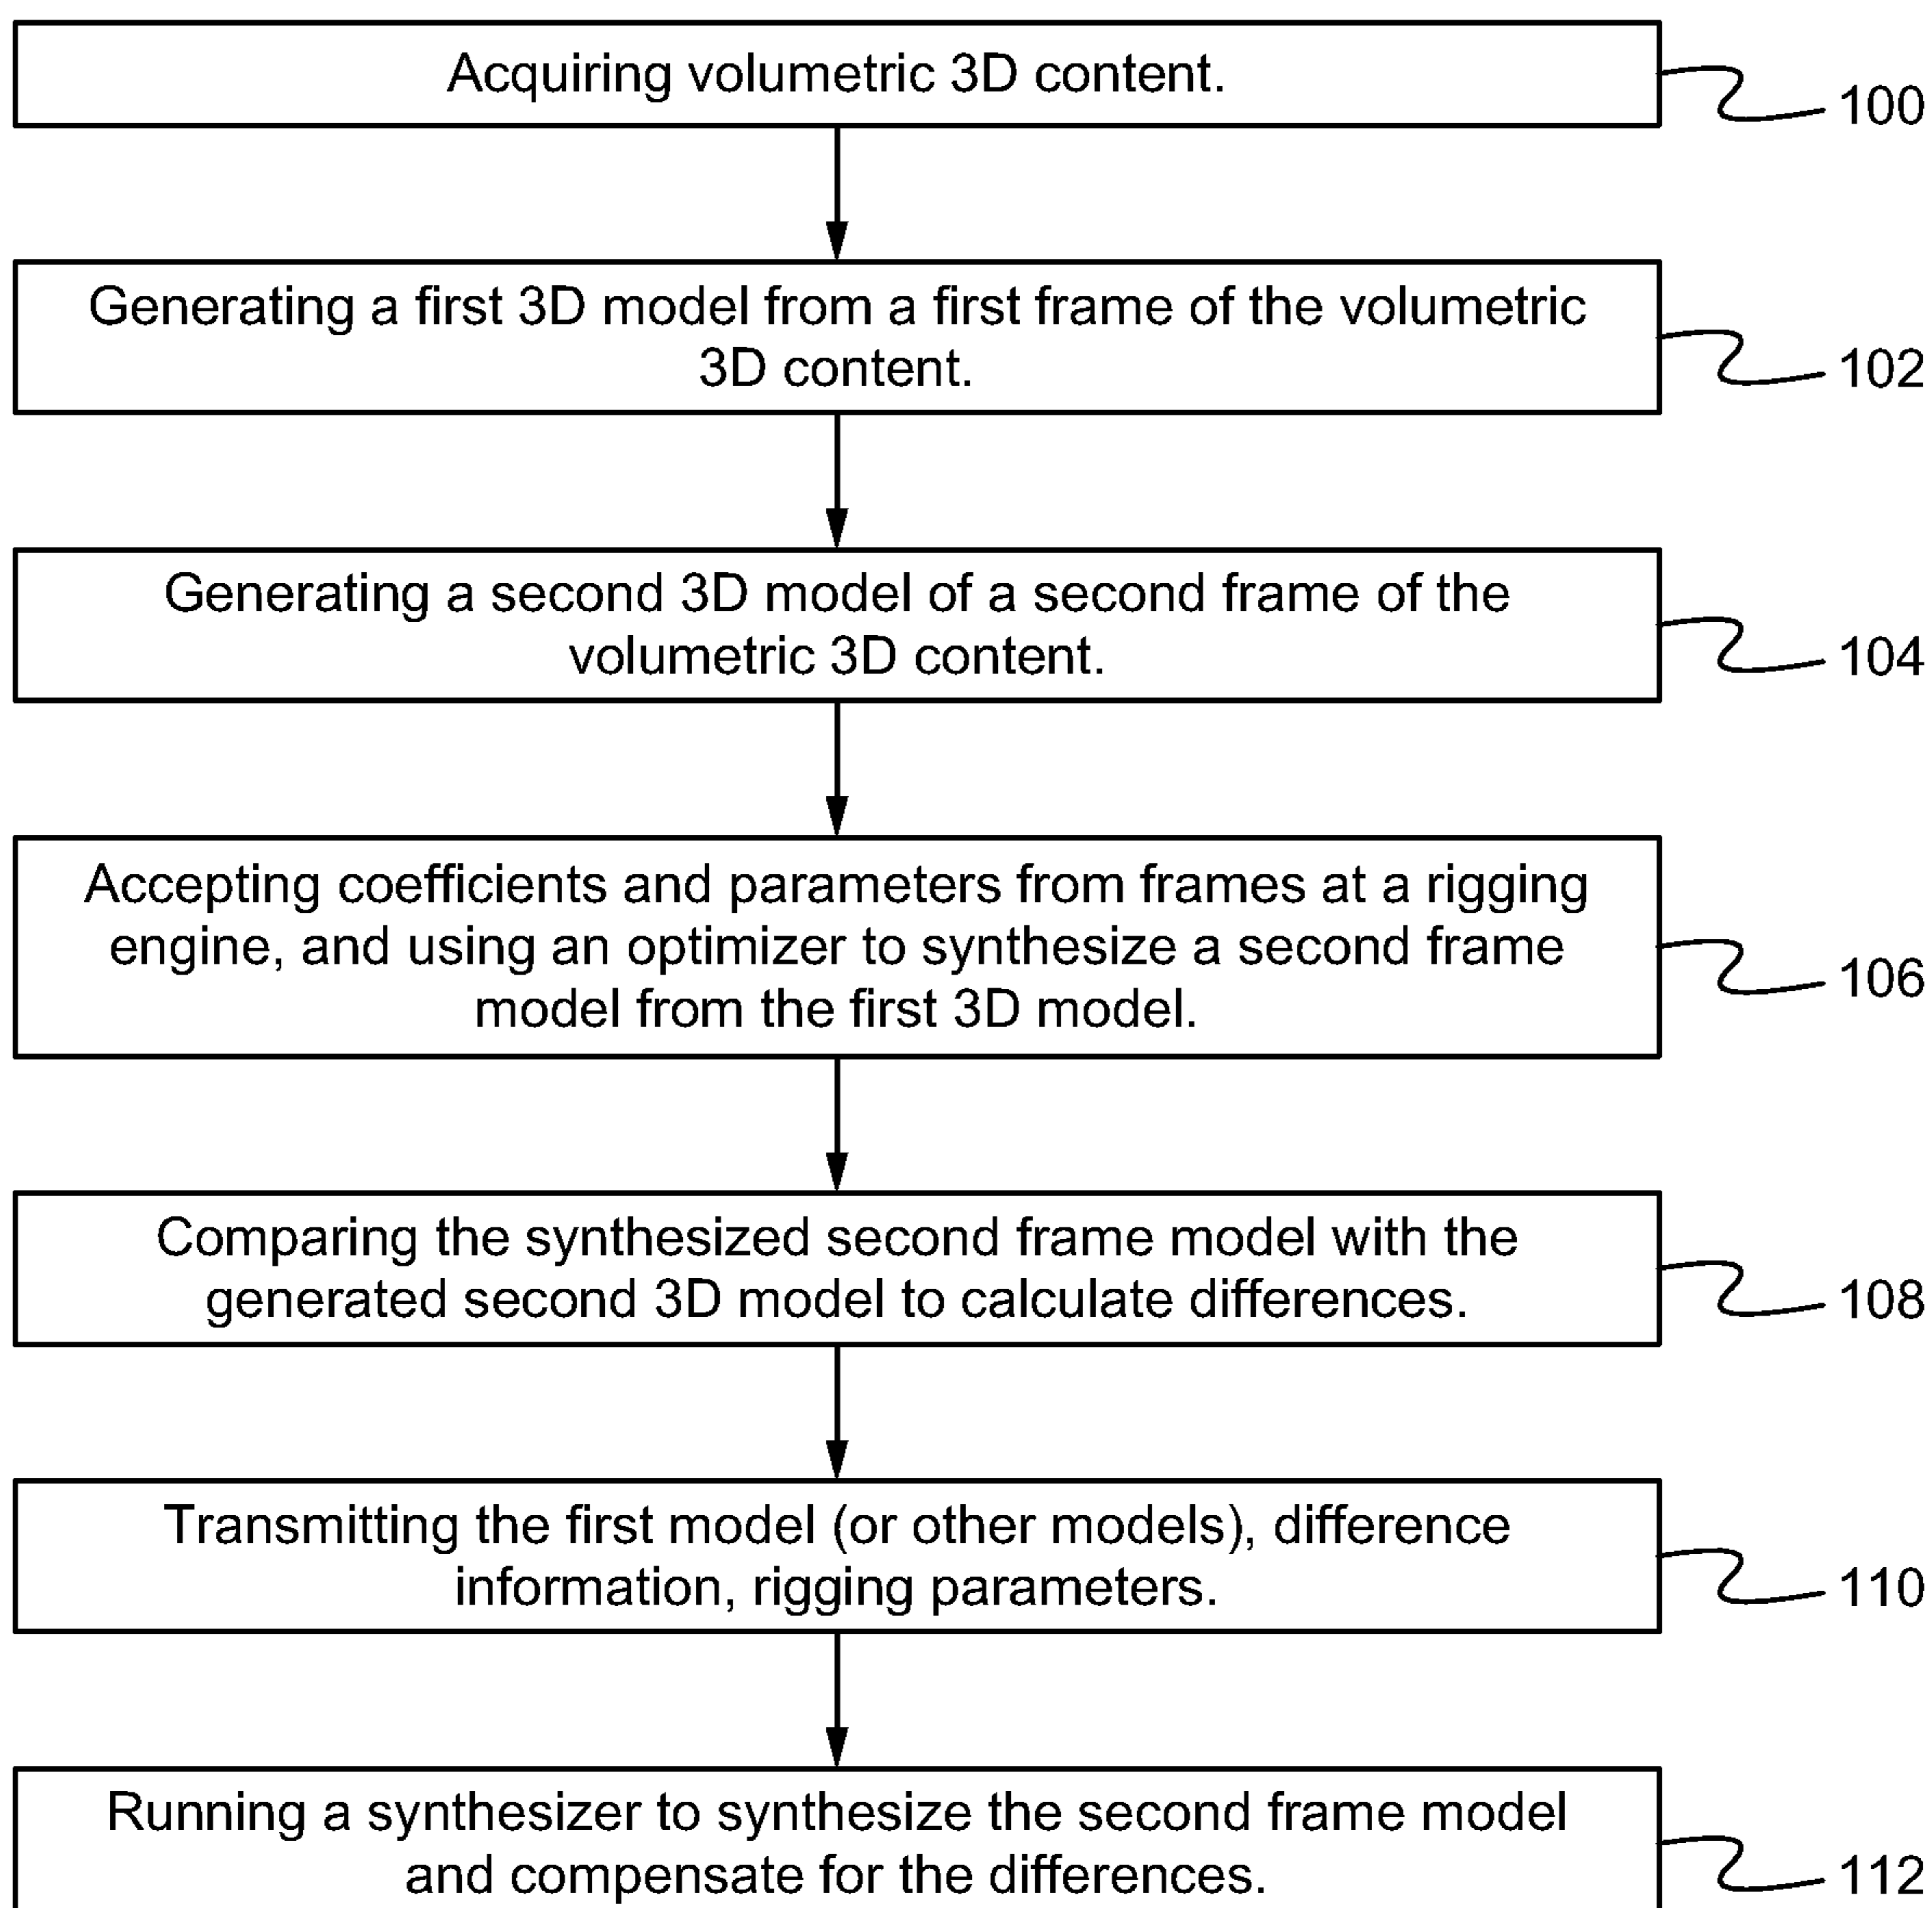 Acquiring volumetric 3D content.
100
Generating a first 3D model from a first frame of the volumetric
3D content.
102
Generating a second 3D model of a second frame of the
volumetric 3D content.
104
Accepting coefficients and parameters from frames at a rigging
engine, and using an optimizer to synthesize a second frame
model from the first 3D model.
106
Comparing the synthesized second frame model with the
generated second 3D model to calculate differences.
108
Transmitting the first model (or other models), difference
information, rigging parameters.
110
Running a synthesizer to synthesize the second frame model
and compensate for the differences.
112